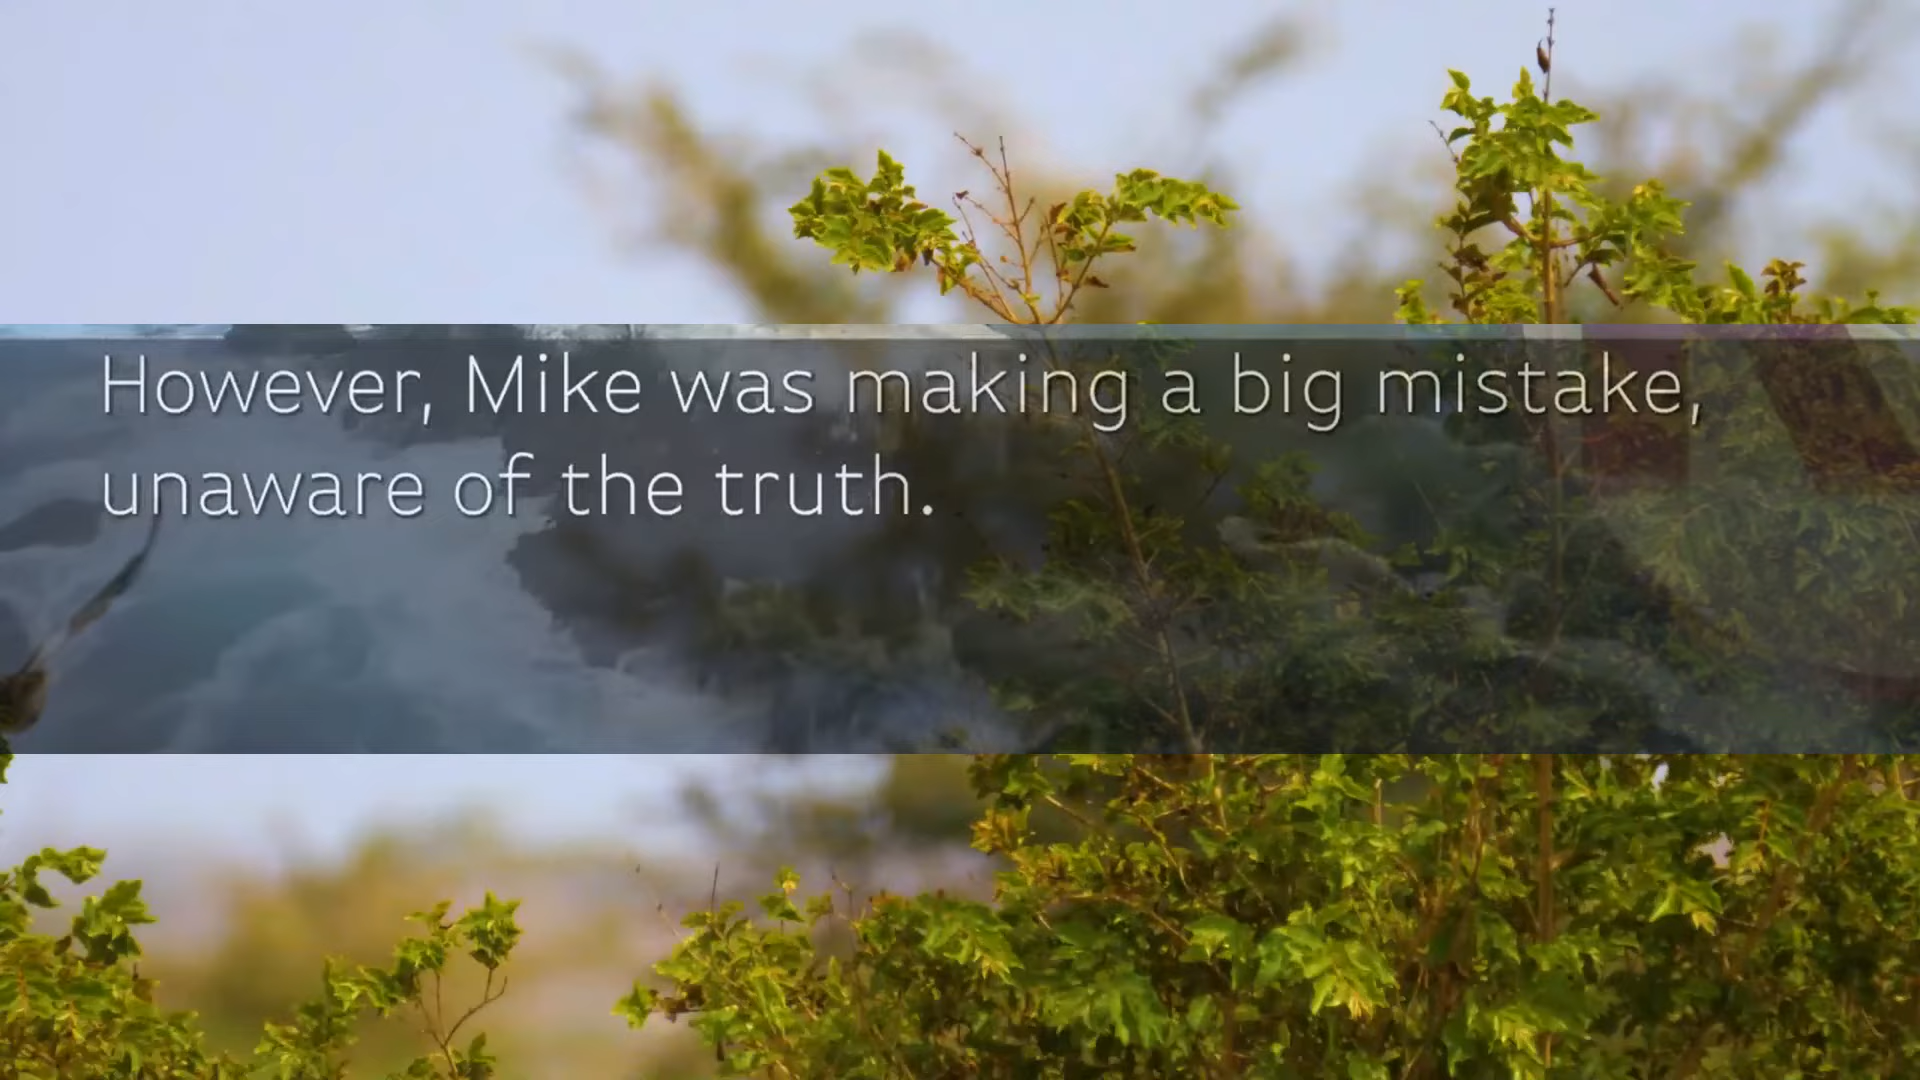 However, Mike was making a big mistake,
unaware of the truth.